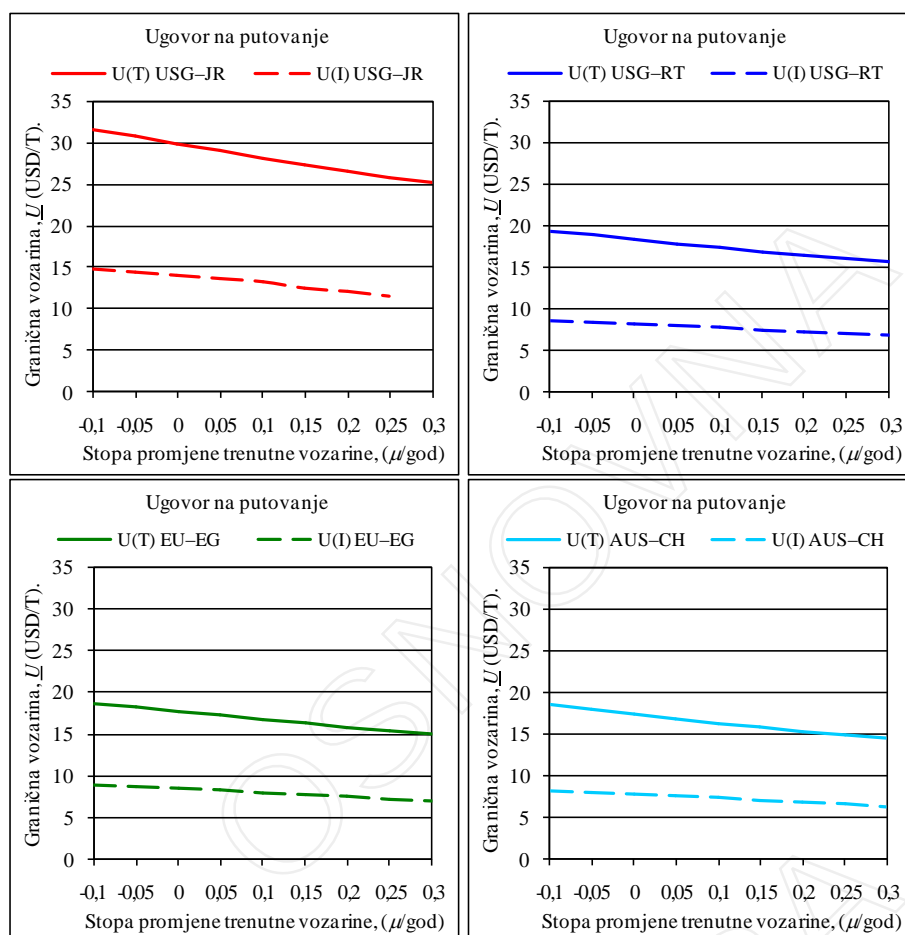 Ugovor na putovanje
U(T) USG–JR U(I) USG–JR
Granična vozarina, U (USD/T).
35
30
25
20
15
10
5
0
-0,1 -0,05 0 0,05 0,1 0,15 0,2 0,25 0,3
Stopa promjene trenutne vozarine, (μ/god)
Ugovor na putovanje
U(T) USG–RT U(I) USG–RT
Granična vozarina, U (USD/T).
35
30
25
20
15
10
5
0
-0,1 -0,05 0 0,05 0,1 0,15 0,2 0,25 0,3
Stopa promjene trenutne vozarine, (μ/god)
Ugovor na putovanje
U(T) EU–EG U(I) EU–EG
Granična vozarina, U (USD/T).
35
30
25
20
15
10
5
0
-0,1 -0,05 0 0,05 0,1 0,15 0,2 0,25 0,3
Stopa promjene trenutne vozarine, (μ/god)
Ugovor na putovanje
U(T) AUS–CH U(I) AUS–CH
Granična vozarina, U (USD/T).
35
30
25
20
15
10
5
0
-0,1 -0,05 0 0,05 0,1 0,15 0,2 0,25 0,3
Stopa promjene trenutne vozarine, (μ/god)
OSNOVNA